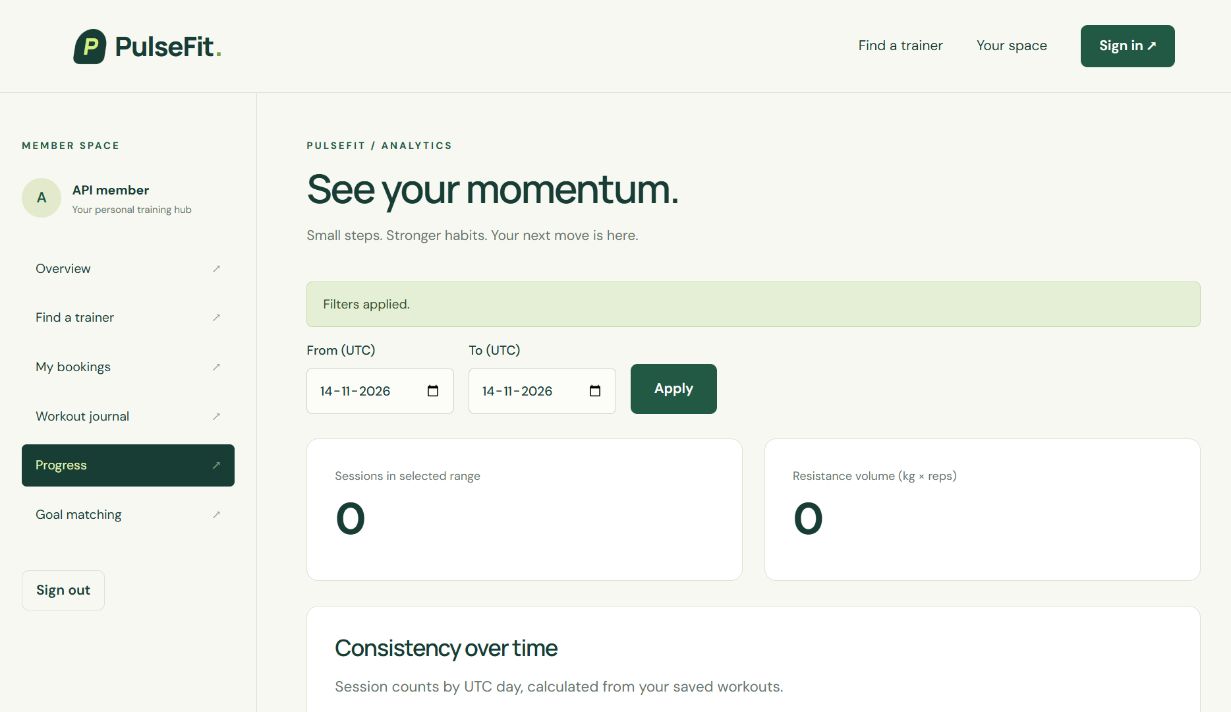 P PulseFit.
Find a trainer
Your space
Sign in ↗
MEMBER SPACE
A
API member
Your personal training hub
Overview ↗
Find a trainer ↗
My bookings ↗
Workout journal ↗
Progress ↗
Goal matching ↗
Sign out
PULSEFIT / ANALYTICS
See your momentum.
Small steps. Stronger habits. Your next move is here.
Filters applied.
From (UTC)
14-11-2026
To (UTC)
14-11-2026
Apply
Sessions in selected range
0
Resistance volume (kg × reps)
0
Consistency over time
Session counts by UTC day, calculated from your saved workouts.